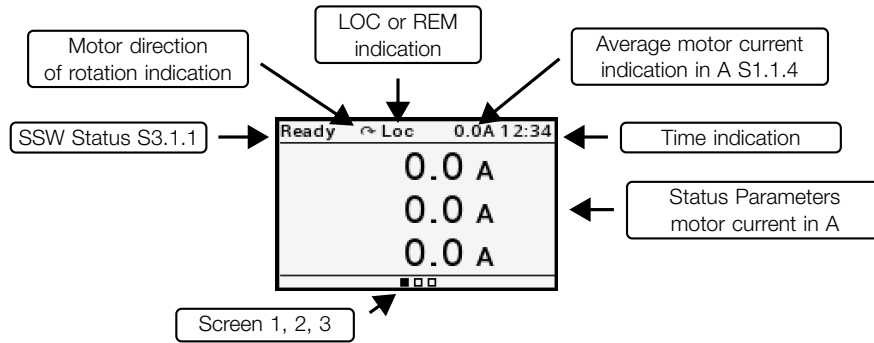 Motor direction
of rotation indication
LOC or REM
indication
Average motor current
indication in A S1.1.4
SSW Status S3.1.1
Ready ↷ Loc 0.0A 12:34
Time indication
0.0 A
0.0 A
0.0 A
Status Parameters
motor current in A
Screen 1, 2, 3